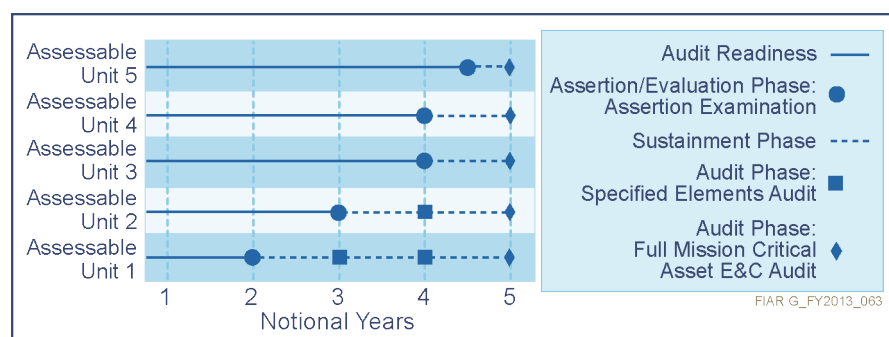 Assessable
Unit 5
Assessable
Unit 4
Assessable
Unit 3
Assessable
Unit 2
Assessable
Unit 1
1 2 3 4 5
Notional Years
Audit Readiness
Assertion/Evaluation Phase:
Assertion Examination
Sustainment Phase
Audit Phase:
Specified Elements Audit
Audit Phase:
Full Mission Critical
Asset E&C Audit
FIAR G_FY2013_063